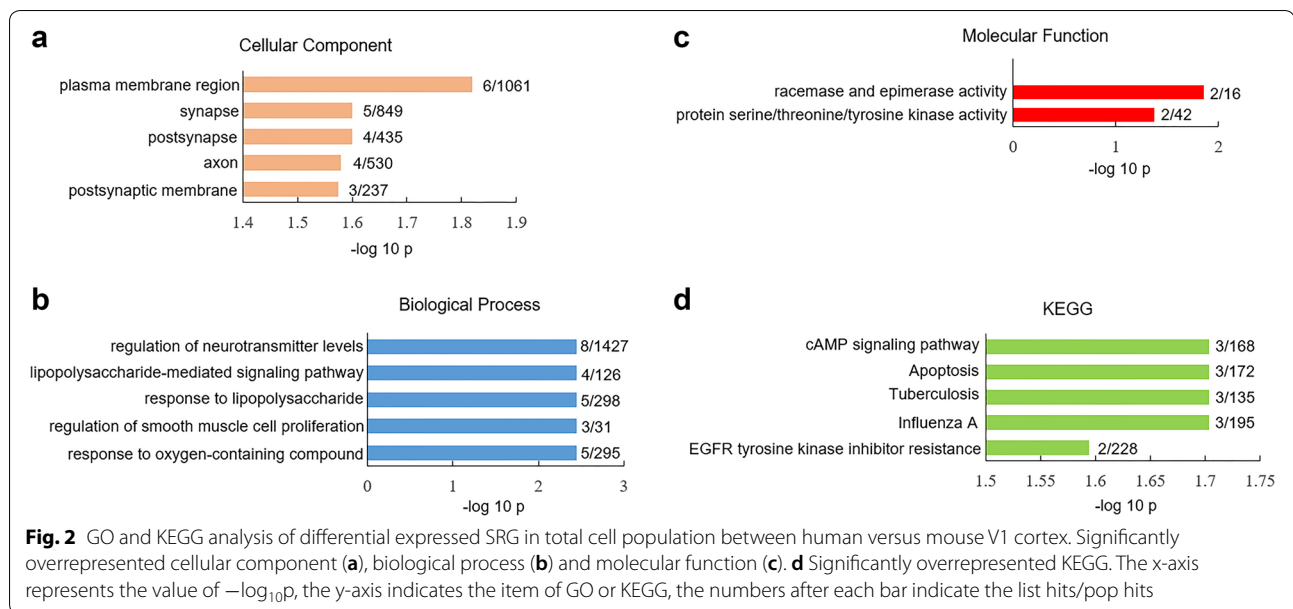 a
Cellular Component
plasma membrane region 6/1061
synapse 5/849
postsynapse 4/435
axon 4/530
postsynaptic membrane 3/237
1.4 1.5 1.6 1.7 1.8 1.9
-log 10 p
c
Molecular Function
racemase and epimerase activity 2/16
protein serine/threonine/tyrosine kinase activity 2/42
0 1 2
-log 10 p
b
Biological Process
regulation of neurotransmitter levels 8/1427
lipopolysaccharide-mediated signaling pathway 4/126
response to lipopolysaccharide 5/298
regulation of smooth muscle cell proliferation 3/31
response to oxygen-containing compound 5/295
0 1 2 3
-log 10 p
d
KEGG
cAMP signaling pathway 3/168
Apoptosis 3/172
Tuberculosis 3/135
Influenza A 3/195
EGFR tyrosine kinase inhibitor resistance 2/228
1.5 1.55 1.6 1.65 1.7 1.75
-log 10 p
Fig. 2 GO and KEGG analysis of differential expressed SRG in total cell population between human versus mouse V1 cortex. Significantly
overrepresented cellular component (a), biological process (b) and molecular function (c). d Significantly overrepresented KEGG. The x-axis
represents the value of −log₁₀p, the y-axis indicates the item of GO or KEGG, the numbers after each bar indicate the list hits/pop hits